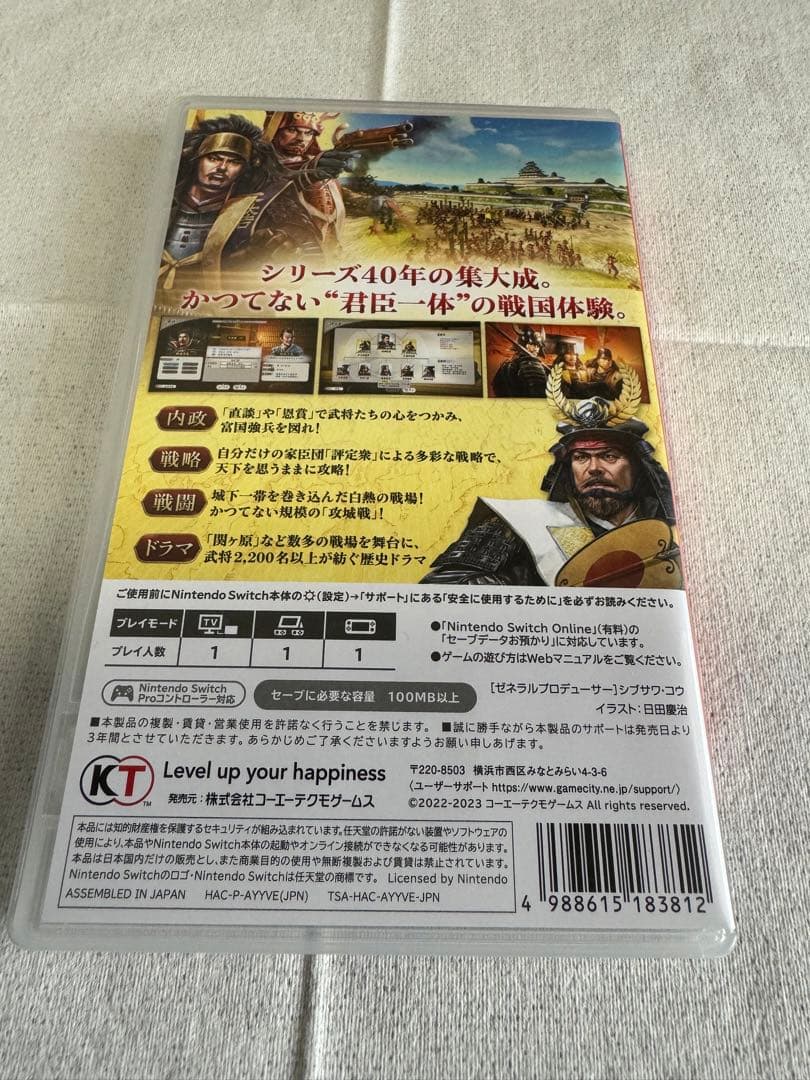 シリーズ40年の集大成。
かつてない“君臣一体”の戦国体験。
内政
「直談」や「恩賞」で武将たちの心をつかみ、
富国強兵を図れ!
戦略
自分だけの家臣団「評定衆」による多彩な戦略で、
天下を思うままに攻略!
戦闘
城下一帯を巻き込んだ白熱の戦場!
かつてない規模の「攻城戦」!
ドラマ
「関ヶ原」など数多の戦場を舞台に、
武将2,200名以上が紡ぐ歴史ドラマ
ご使用前にNintendo Switch本体の(設定)→「サポート」にある「安全に使用するために」を必ずお読みください。
プレイモード
TV
プレイ人数
1
1
1
●「Nintendo Switch Online」(有料)の
「セーブデータお預かり」に対応しています。
●ゲームの遊び方はWebマニュアルをご覧ください。
Nintendo Switch
Proコントローラー対応
セーブに必要な容量 100MB以上
[ゼネラルプロデューサー]シブサワ・コウ
イラスト:日田慶治
■本製品の複製・賃貸・営業使用を許諾なく行うことを禁じます。 ■誠に勝手ながら本製品のサポートは発売日より
3年間とさせていただきます。あらかじめご了承くださいますようお願い申しあげます。
KT
TM
Level up your happiness
発売元:株式会社コーエーテクモゲームス
〒220-8503 横浜市西区みなとみらい4-3-6
〈ユーザーサポート https://www.gamecity.ne.jp/support/〉
©2022-2023 コーエーテクモゲームス All rights reserved.
本品には知的財産権を保護するセキュリティが組み込まれています。任天堂の許諾がない装置やソフトウェアの
使用により、本品やNintendo Switch本体の起動やオンライン接続ができなくなる可能性があります。
本品は日本国内だけの販売とし、また商業目的の使用や無断複製および賃貸は禁止されています。
Nintendo Switchのロゴ・Nintendo Switchは任天堂の商標です。 Licensed by Nintendo
ASSEMBLED IN JAPAN HAC-P-AYYVE(JPN) TSA-HAC-AYYVE-JPN
4 988615 183812